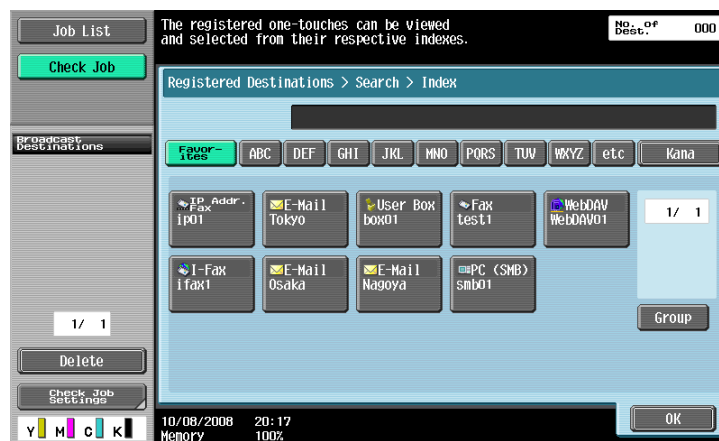 Job List
Check Job
The registered one-touches can be viewed
and selected from their respective indexes.
No. of
Dest.
000
Registered Destinations > Search > Index
Broadcast
Destinations
Favor-
ites
ABC
DEF
GHI
JKL
MNO
PQRS
TUV
WXYZ
etc
Kana
IP Addr.
Fax
ip01
E-Mail
Tokyo
User Box
box01
Fax
test1
WebDAV
WebDAV01
1/ 1
I-Fax
ifax1
E-Mail
Osaka
E-Mail
Nagoya
PC (SMB)
smb01
Group
1/ 1
Delete
Check Job
Settings
Y M C K
10/08/2008 20:17
Memory 100%
OK